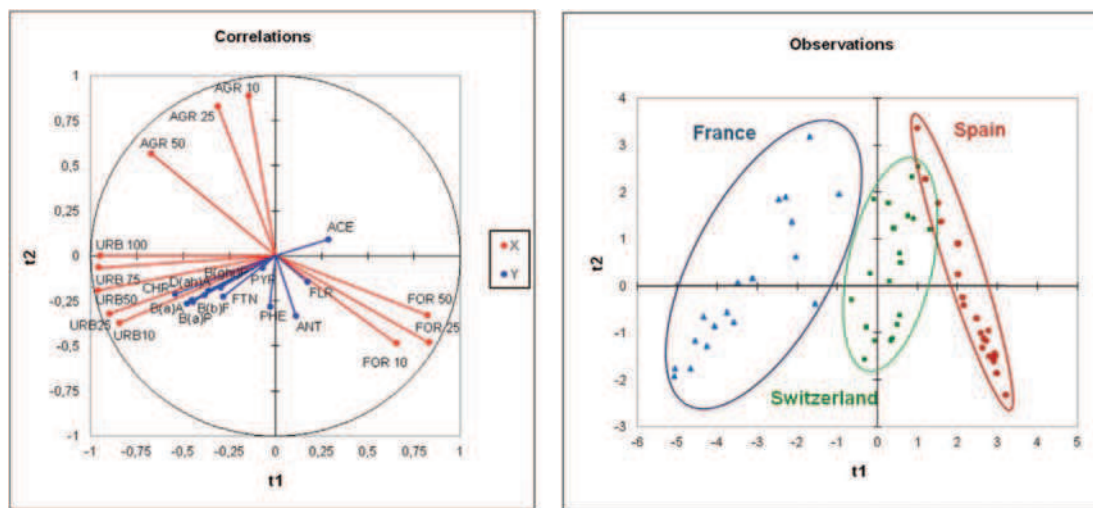 Correlations
1
0,75
0,5
0,25
0
-0,25
-0,5
-0,75
-1
-1
-0,75
-0,5
-0,25
0
0,25
0,5
0,75
1
t2
t1
AGR 10
AGR 25
AGR 50
ACE
URB 100
URB 75
URB50
URB25
URB10
CHR
D(ah)A
PYR
FTN
B(a)A
B(b)F
B(a)P
PHE
ANT
FLR
FOR 50
FOR 25
FOR 10
X
Y
Observations
4
3
2
1
0
-1
-2
-3
-6
-5
-4
-3
-2
-1
0
1
2
3
4
5
t2
t1
France
Spain
Switzerland